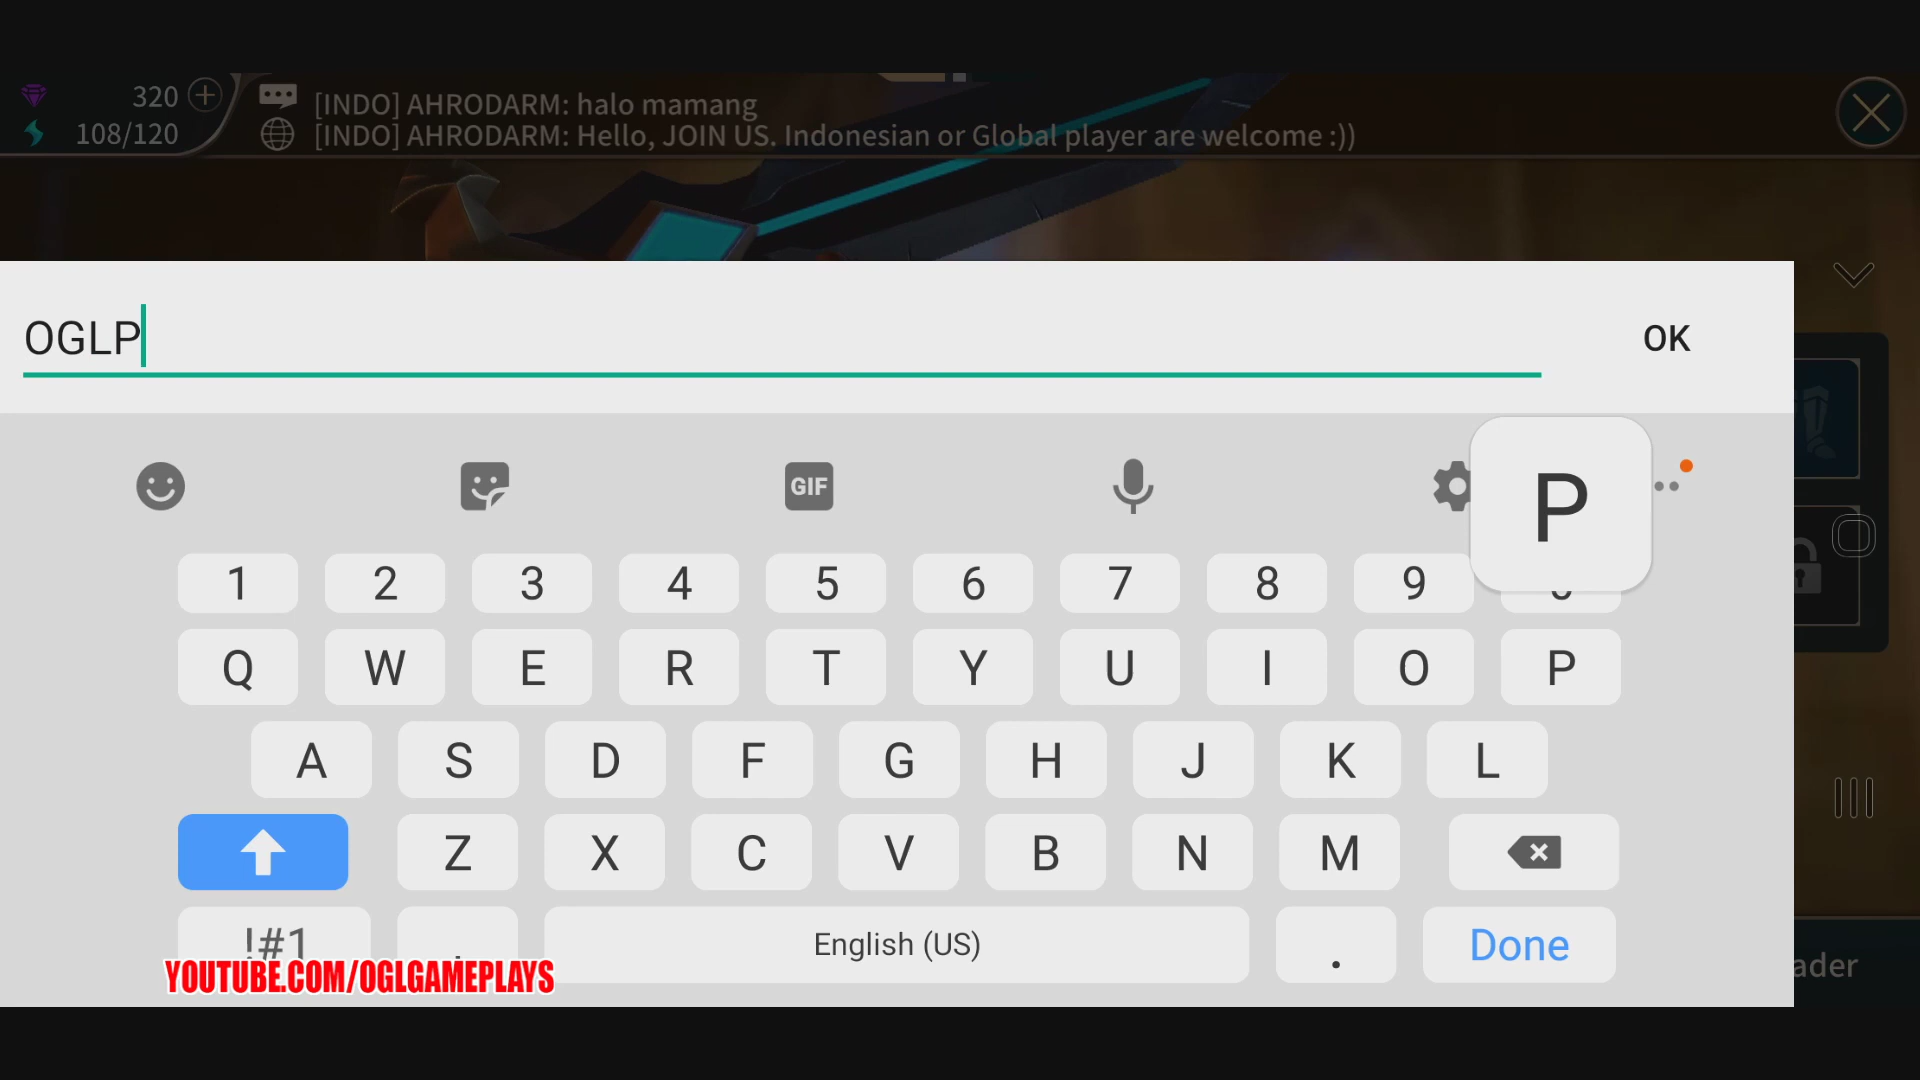 320
[INDO] AHRODARM: halo mamang
108/120
[INDO] AHRODARM: Hello, JOIN US. Indonesian or Global player are welcome :))
OGLP
OK
GIF
P
1 2 3 4 5 6 7 8 9
Q W E R T Y U I O P
A S D F G H J K L
Z X C V B N M
!#1 , English (US) . Done
ader
YOUTUBE.COM/OGLGAMEPLAYS